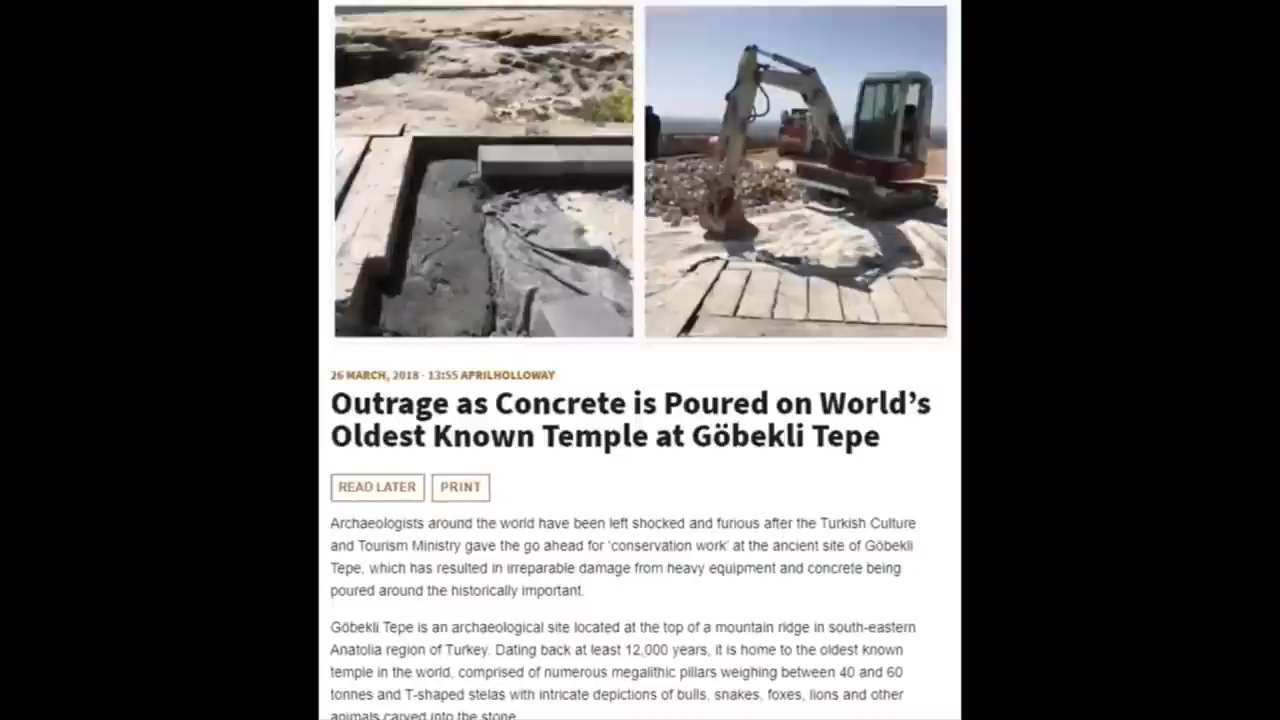 26 MARCH, 2018 - 13:55 APRILHOLLOWAY
Outrage as Concrete is Poured on World's
Oldest Known Temple at Göbekli Tepe
READ LATER PRINT
Archaeologists around the world have been left shocked and furious after the Turkish Culture
and Tourism Ministry gave the go ahead for 'conservation work' at the ancient site of Göbekli
Tepe, which has resulted in irreparable damage from heavy equipment and concrete being
poured around the historically important.
Göbekli Tepe is an archaeological site located at the top of a mountain ridge in south-eastern
Anatolia region of Turkey. Dating back at least 12,000 years, it is home to the oldest known
temple in the world, comprised of numerous megalithic pillars weighing between 40 and 60
tonnes and T-shaped stelas with intricate depictions of bulls, snakes, foxes, lions and other
animals carved into the stone.